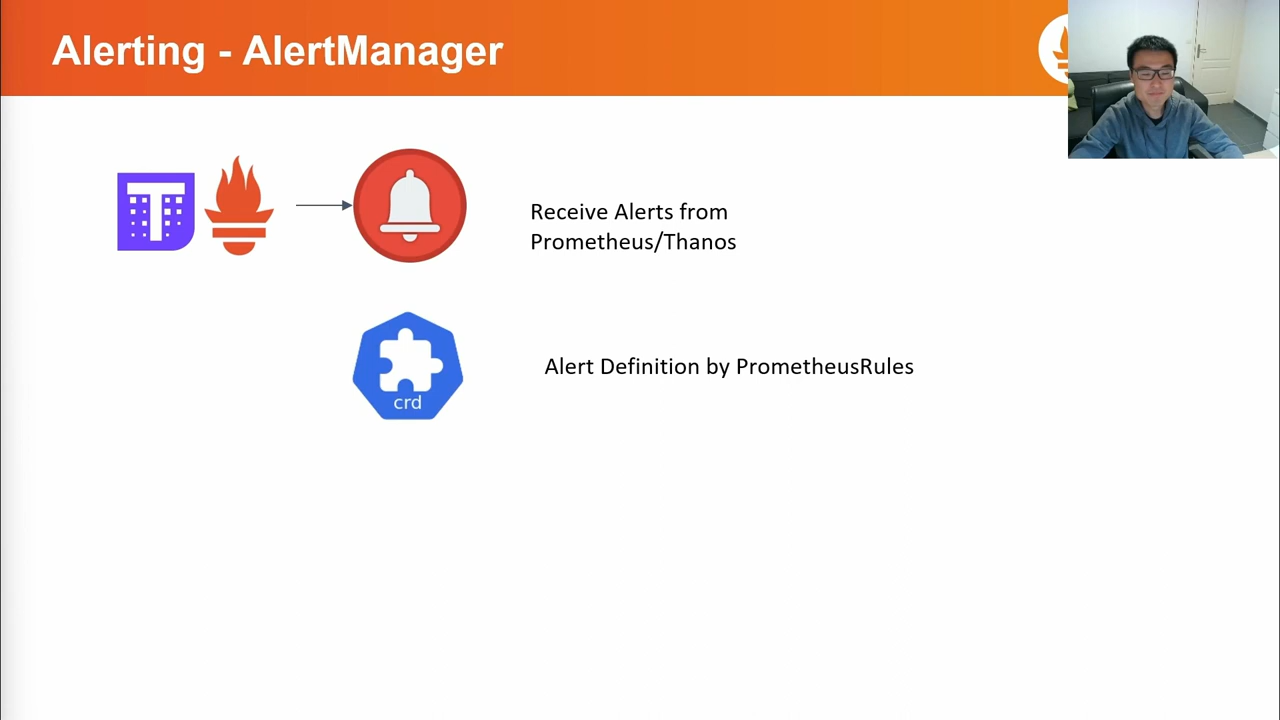 Alerting - AlertManager
T
Receive Alerts from
Prometheus/Thanos
crd
Alert Definition by PrometheusRules